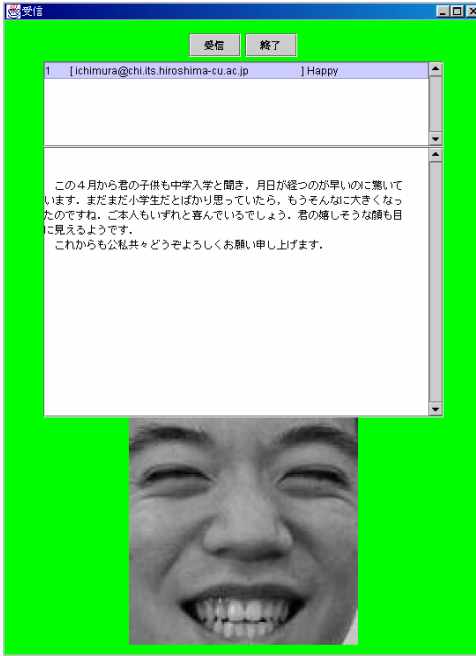 受信
受信 終了
1 [ ichimura@chi.its.hiroshima-cu.ac.jp ] Happy
この４月から君の子供も中学入学と聞き，月日が経つのが早いのに驚いて
います．まだまだ小学生だとばかり思っていたら，もうそんなに大きくなっ
たのですね．ご本人もいずれと喜んでいるでしょう．君の嬉しそうな顔も目
に見えるようです．
これからも公私共々どうぞよろしくお願い申し上げます．